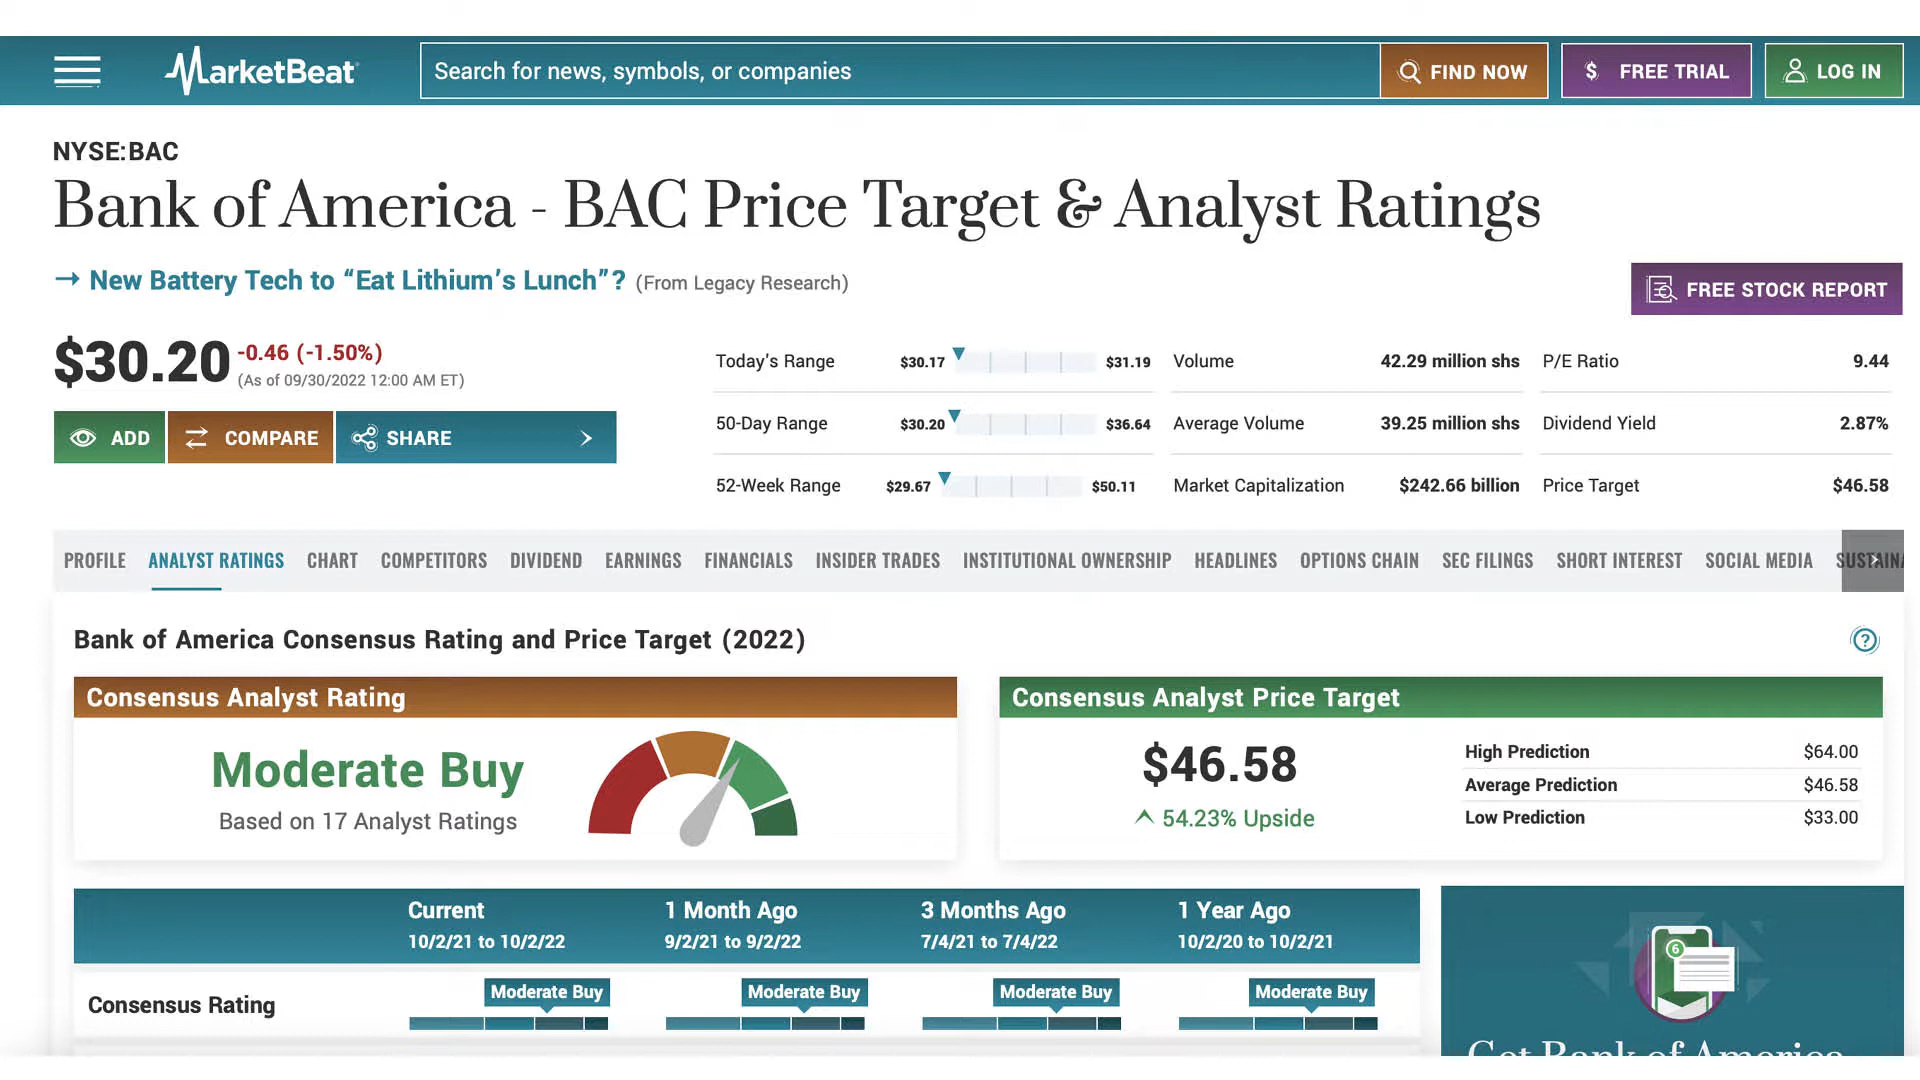 MarketBeat
Search for news, symbols, or companies
FIND NOW
$ FREE TRIAL
LOG IN
NYSE:BAC
Bank of America - BAC Price Target & Analyst Ratings
→ New Battery Tech to “Eat Lithium’s Lunch”? (From Legacy Research)
FREE STOCK REPORT
$30.20 -0.46 (-1.50%)
(As of 09/30/2022 12:00 AM ET)
ADD
COMPARE
SHARE
Today's Range $30.17 $31.19
50-Day Range $30.20 $36.64
52-Week Range $29.67 $50.11
Volume 42.29 million shs
Average Volume 39.25 million shs
Market Capitalization $242.66 billion
P/E Ratio 9.44
Dividend Yield 2.87%
Price Target $46.58
PROFILE ANALYST RATINGS CHART COMPETITORS DIVIDEND EARNINGS FINANCIALS INSIDER TRADES INSTITUTIONAL OWNERSHIP HEADLINES OPTIONS CHAIN SEC FILINGS SHORT INTEREST SOCIAL MEDIA
Bank of America Consensus Rating and Price Target (2022)
?
Consensus Analyst Rating
Moderate Buy
Based on 17 Analyst Ratings
Consensus Analyst Price Target
$46.58
54.23% Upside
High Prediction $64.00
Average Prediction $46.58
Low Prediction $33.00
Current 1 Month Ago 3 Months Ago 1 Year Ago
10/2/21 to 10/2/22 9/2/21 to 9/2/22 7/4/21 to 7/4/22 10/2/20 to 10/2/21
Consensus Rating Moderate Buy Moderate Buy Moderate Buy Moderate Buy
6
Get Bank of America